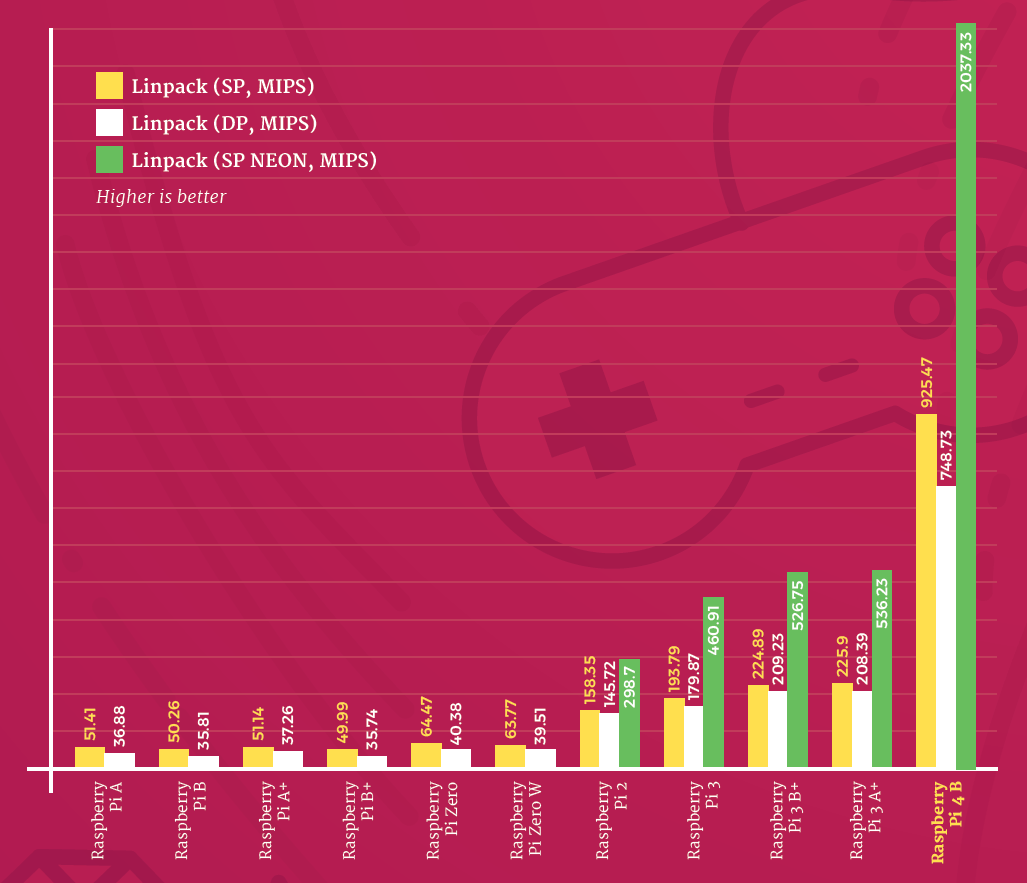 Linpack (SP, MIPS)
Linpack (DP, MIPS)
Linpack (SP NEON, MIPS)
Higher is better
51.41
36.88
50.26
35.81
51.14
37.26
49.99
35.74
64.47
40.38
63.77
39.51
158.35
145.72
298.7
193.79
179.87
460.91
224.89
209.23
526.75
225.9
208.39
536.23
925.47
748.73
2037.33
Raspberry
Pi A
Raspberry
Pi B
Raspberry
Pi A+
Raspberry
Pi B+
Raspberry
Pi Zero
Raspberry
Pi Zero W
Raspberry
Pi 2
Raspberry
Pi 3
Raspberry
Pi 3 B+
Raspberry
Pi 3 A+
Raspberry
Pi 4 B